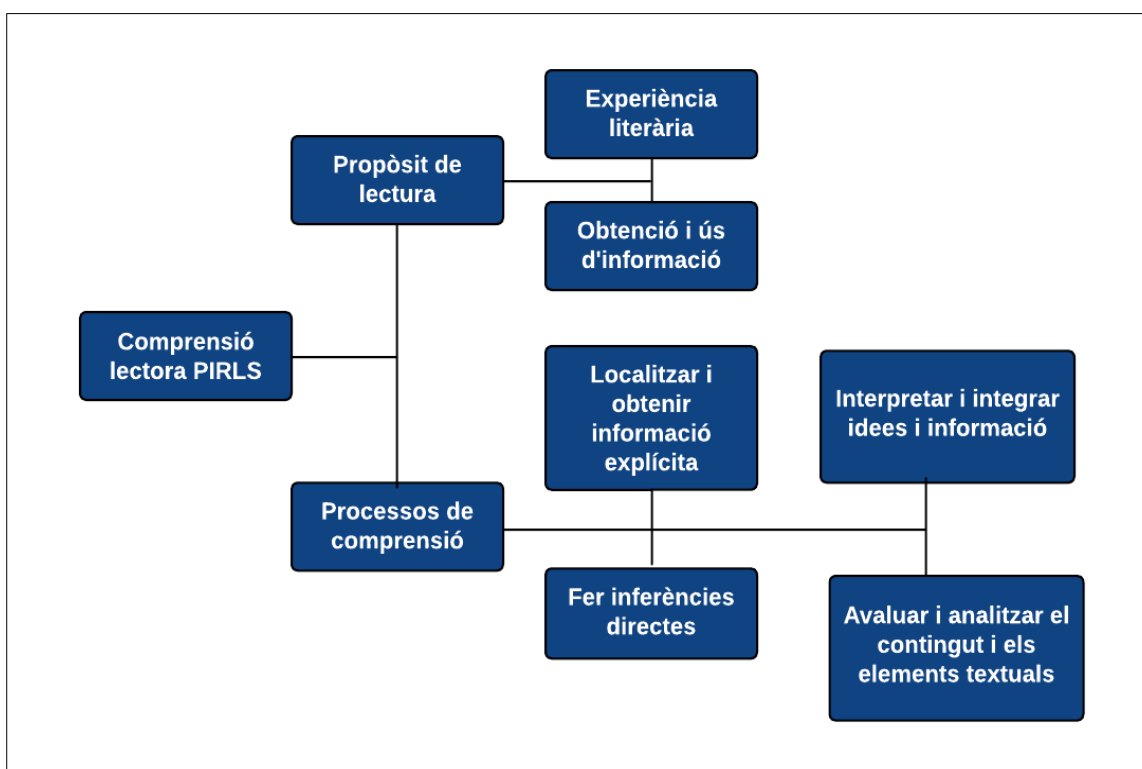 Experiència
literària
Propòsit de
lectura
Obtenció i ús
d'informació
Comprensió
lectora PIRLS
Localitzar i
obtenir
informació
explícita
Interpretar i integrar
idees i informació
Processos de
comprensió
Fer inferències
directes
Avaluar i analitzar el
contingut i els
elements textuals